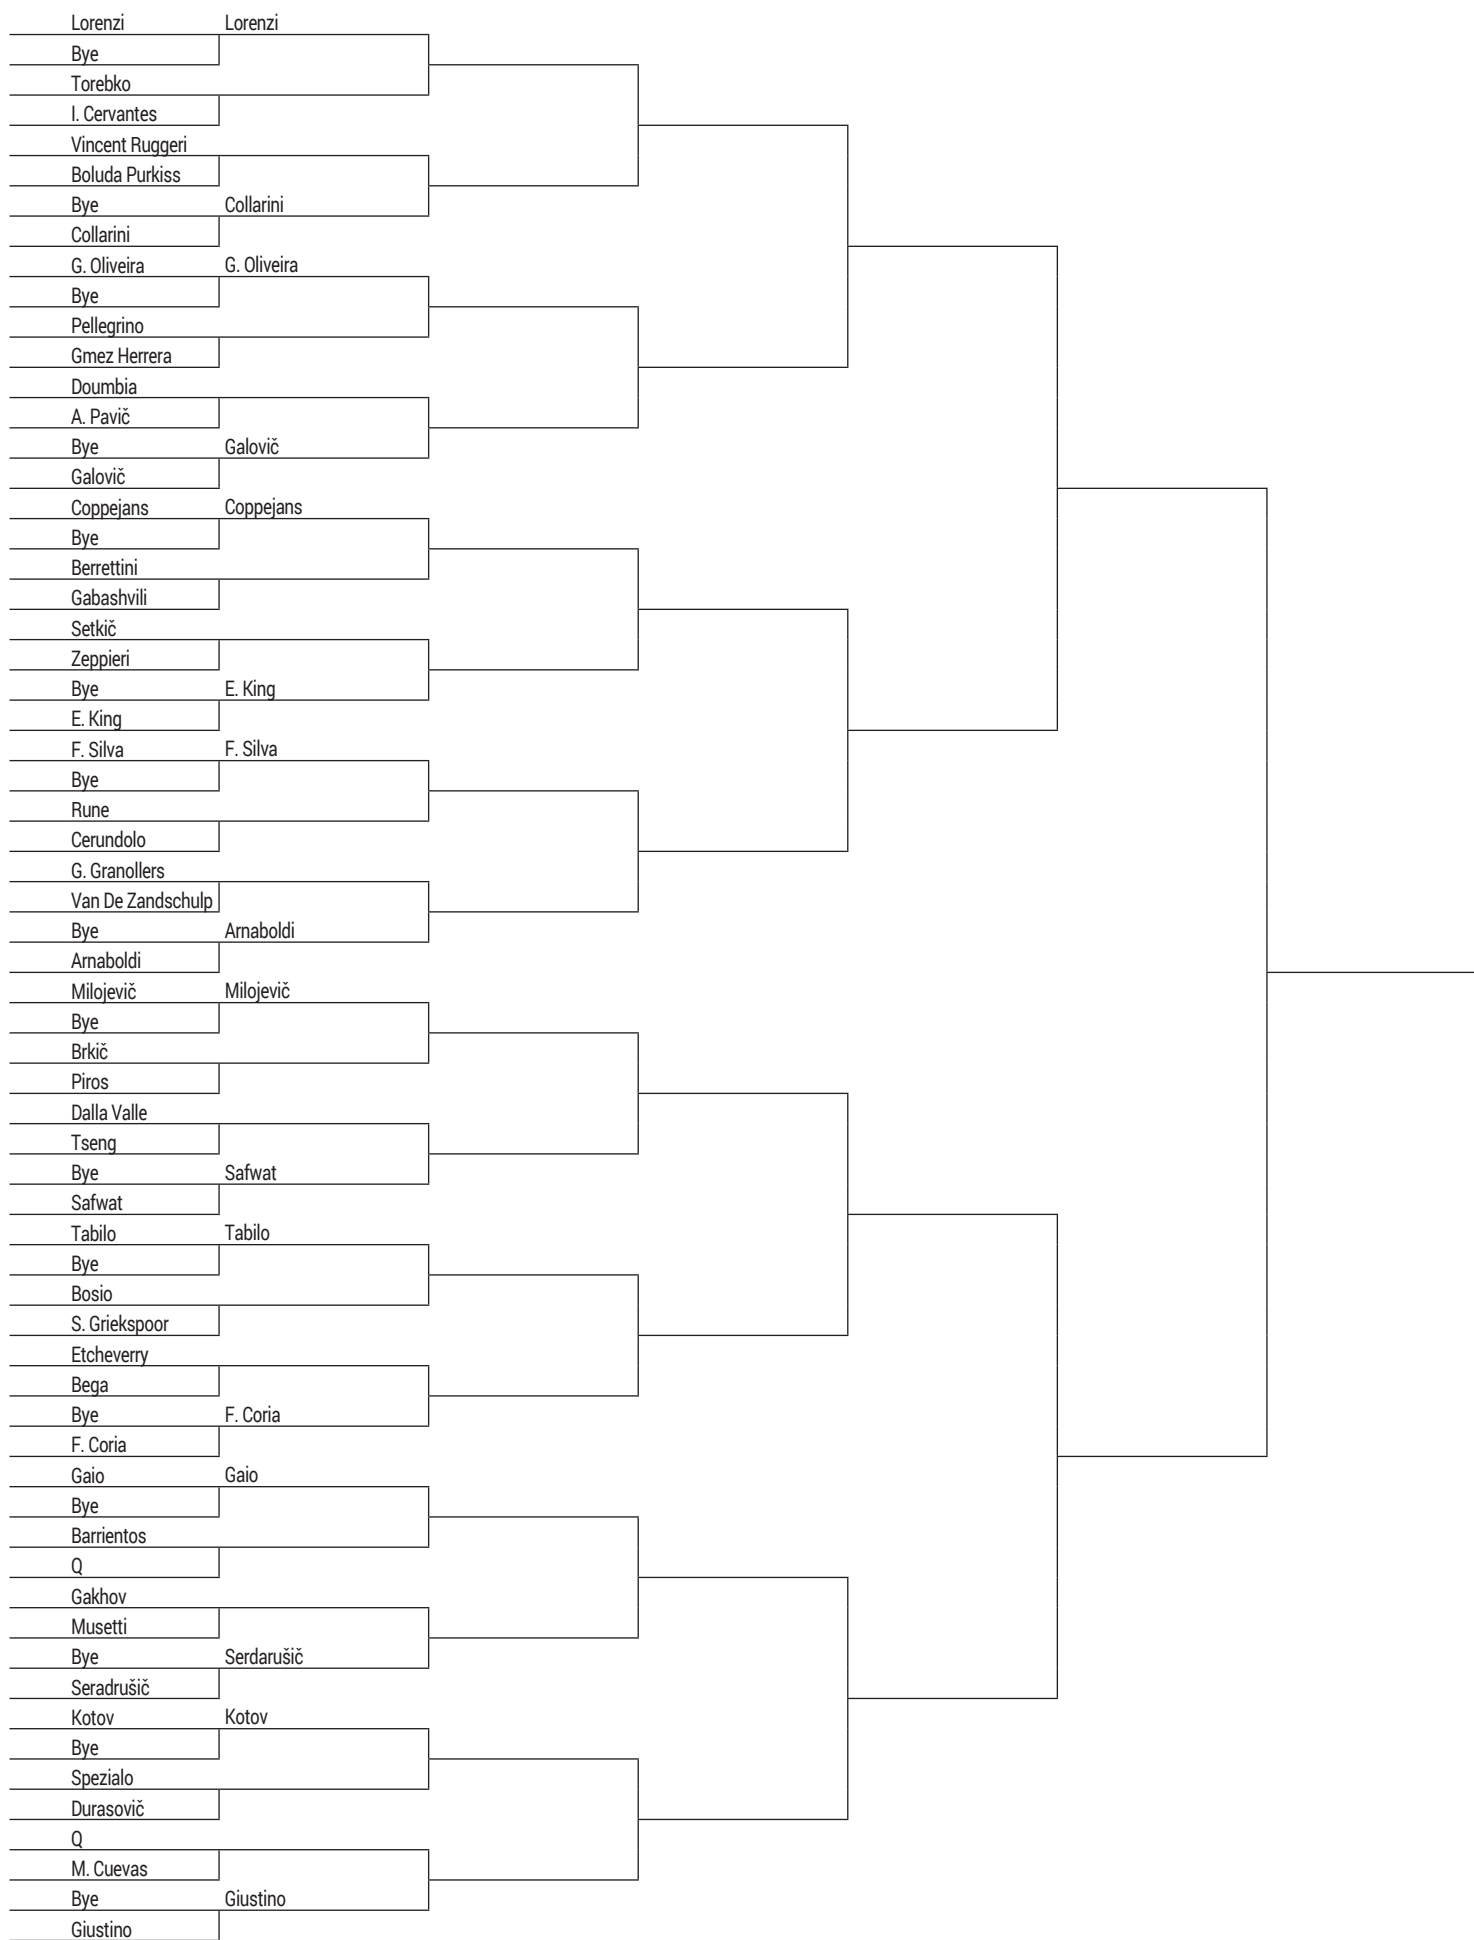 Lorenzi Lorenzi
Bye
Torebko
I. Cervantes
Vincent Ruggeri
Boluda Purkiss
Bye Collarini
Collarini
G. Oliveira G. Oliveira
Bye
Pellegrino
Gmez Herrera
Doumbia
A. Pavič
Bye Galovič
Galovič
Coppejans Coppejans
Bye
Berrettini
Gabashvili
Setkič
Zeppieri
Bye E. King
E. King
F. Silva F. Silva
Bye
Rune
Cerundolo
G. Granollers
Van De Zandschulp
Bye Arnaboldi
Arnaboldi
Milojevič Milojevič
Bye
Brkič
Piros
Dalla Valle
Tseng
Bye Safwat
Safwat
Tabilo Tabilo
Bye
Bosio
S. Griekspoor
Etcheverry
Bega
Bye F. Coria
F. Coria
Gaio Gaio
Bye
Barrientos
Q
Gakhov
Musetti
Bye Serdarušič
Seradrušič
Kotov Kotov
Bye
Spezialo
Durasovič
Q
M. Cuevas
Bye Giustino
Giustino